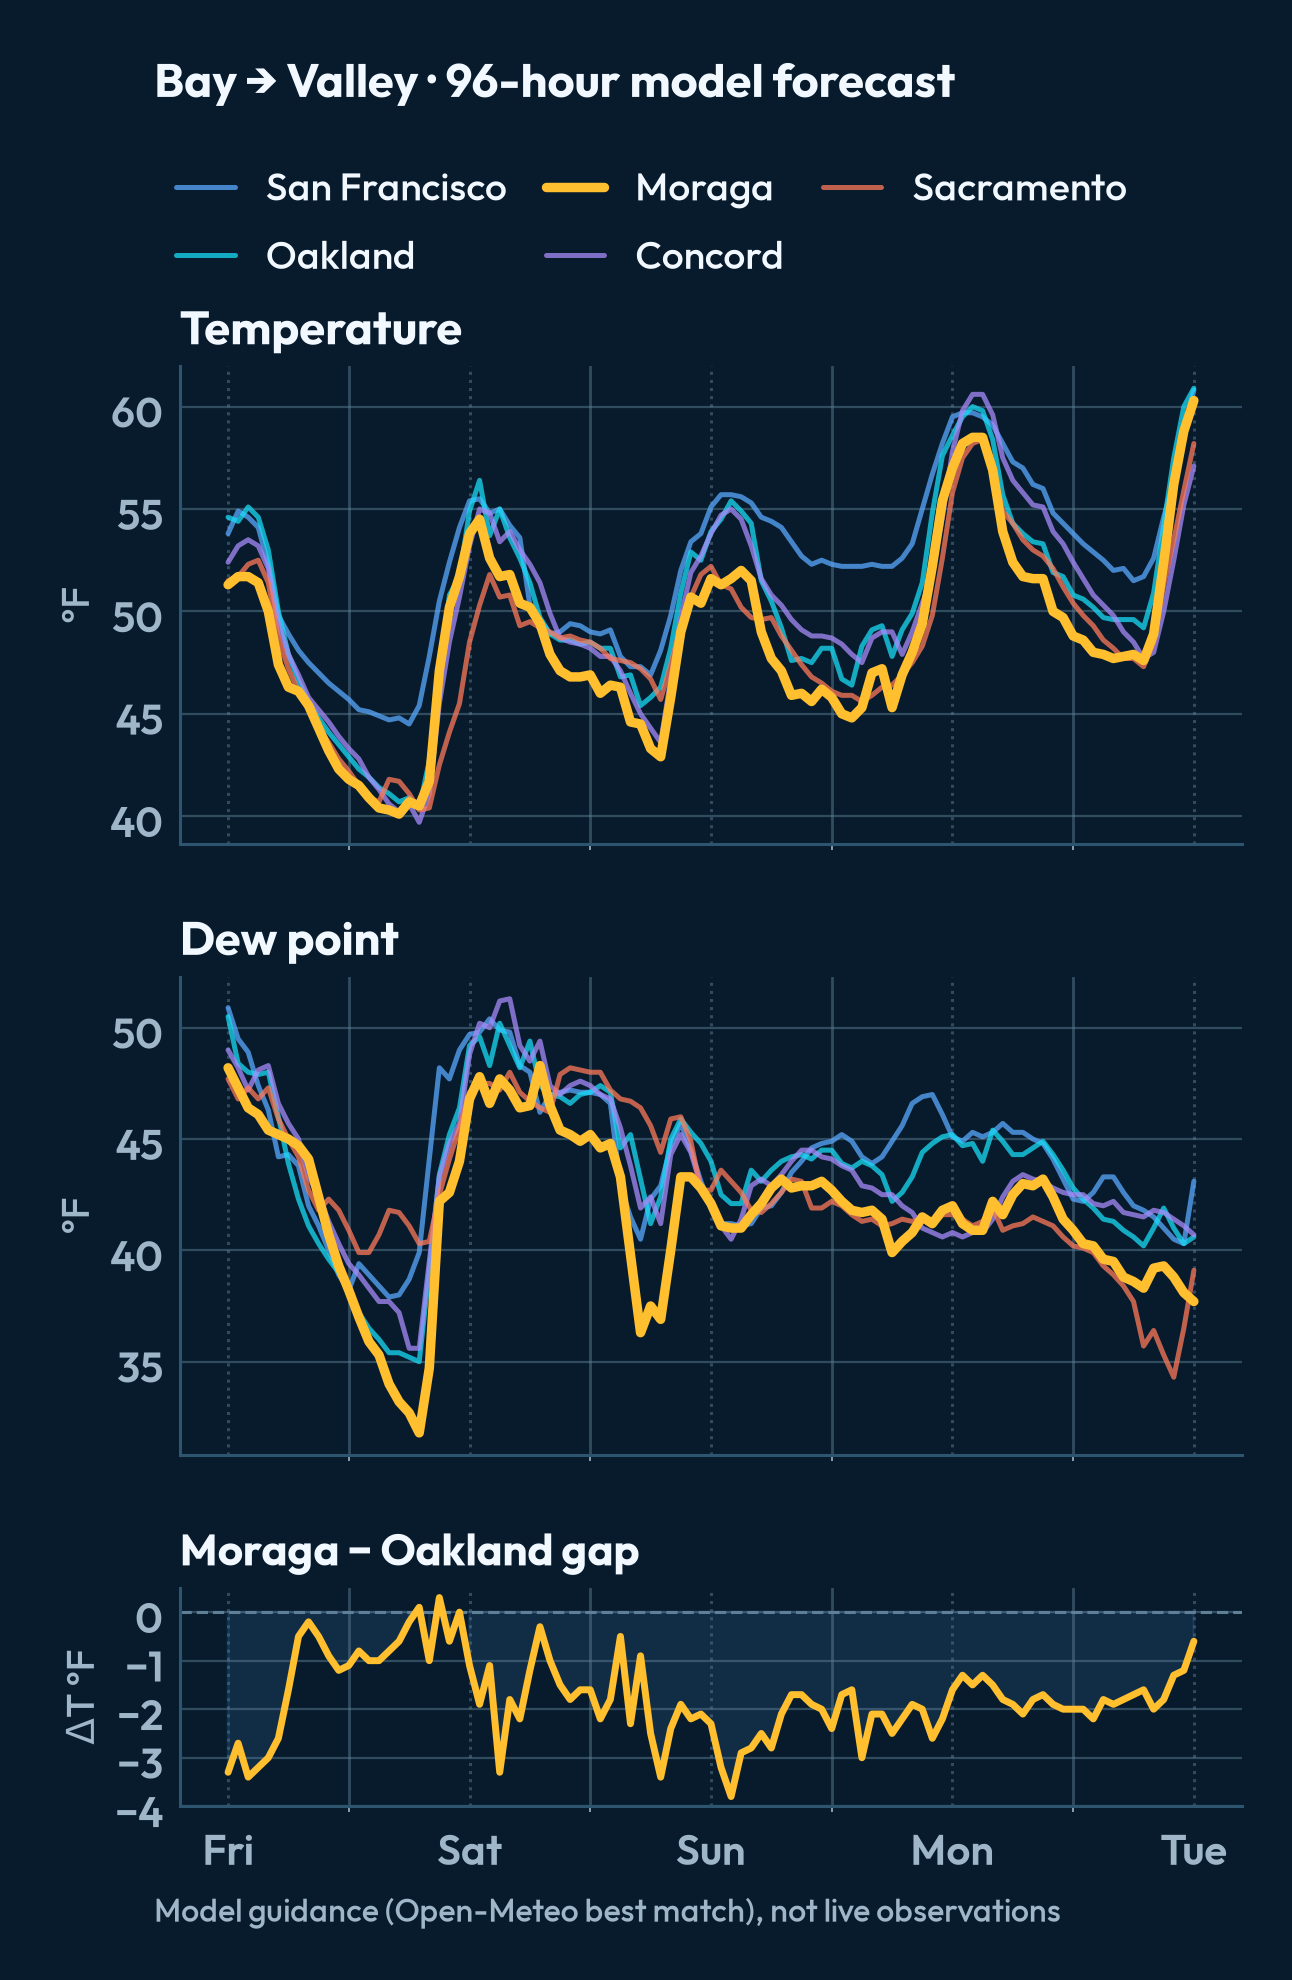 Bay → Valley · 96-hour model forecast
San Francisco Moraga Sacramento
Oakland Concord
Temperature
60
55
50
45
40
°F
Dew point
50
45
40
35
°F
Moraga − Oakland gap
0
−1
−2
−3
−4
ΔT °F
Fri Sat Sun Mon Tue
Model guidance (Open-Meteo best match), not live observations